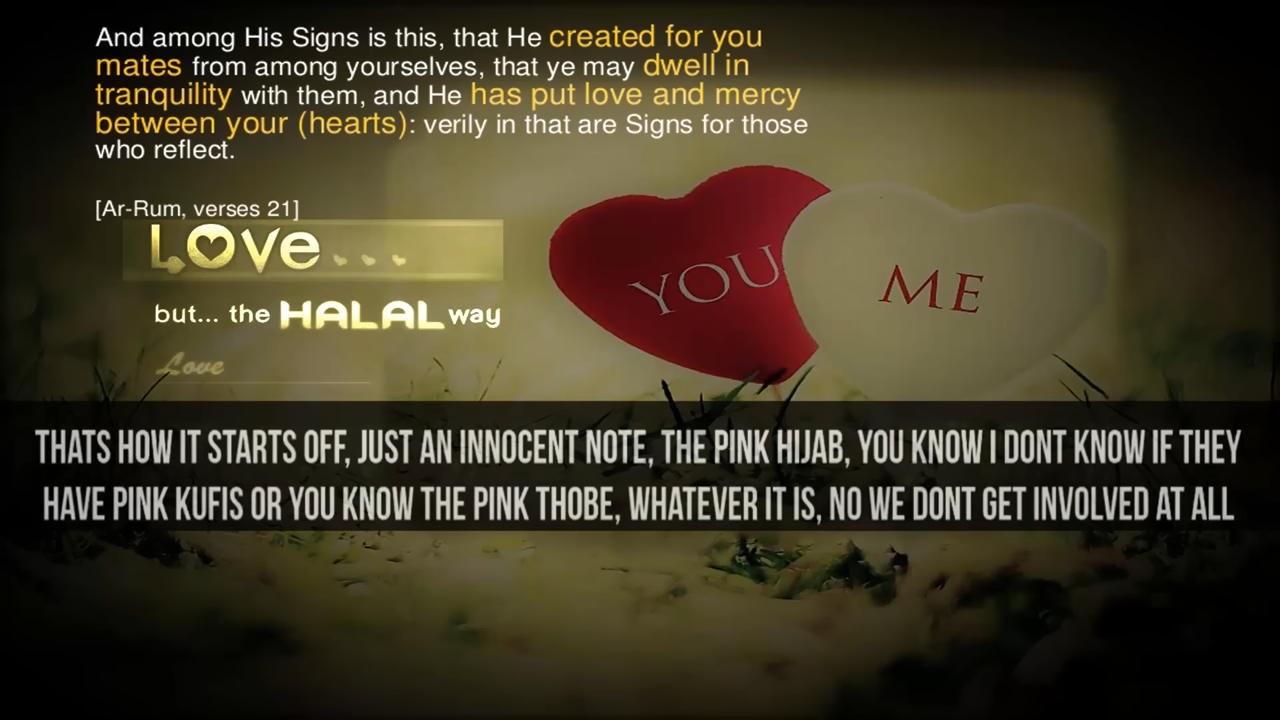 And among His Signs is this, that He created for you
mates from among yourselves, that ye may dwell in
tranquility with them, and He has put love and mercy
between your (hearts): verily in that are Signs for those
who reflect.
[Ar-Rum, verses 21]
Love...
but... the HALAL way
Love
YOU
ME
THATS HOW IT STARTS OFF, JUST AN INNOCENT NOTE, THE PINK HIJAB, YOU KNOW I DONT KNOW IF THEY
HAVE PINK KUFIS OR YOU KNOW THE PINK THOBE, WHATEVER IT IS, NO WE DONT GET INVOLVED AT ALL